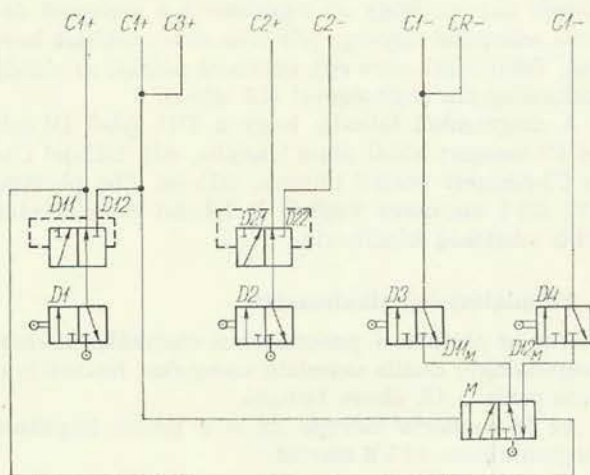 C1+ C1+ C3+ C2+ C2- C1- CR- C1-
D11 D12 D21 D22
D1 D2 D3 D4
D11M D12M
M